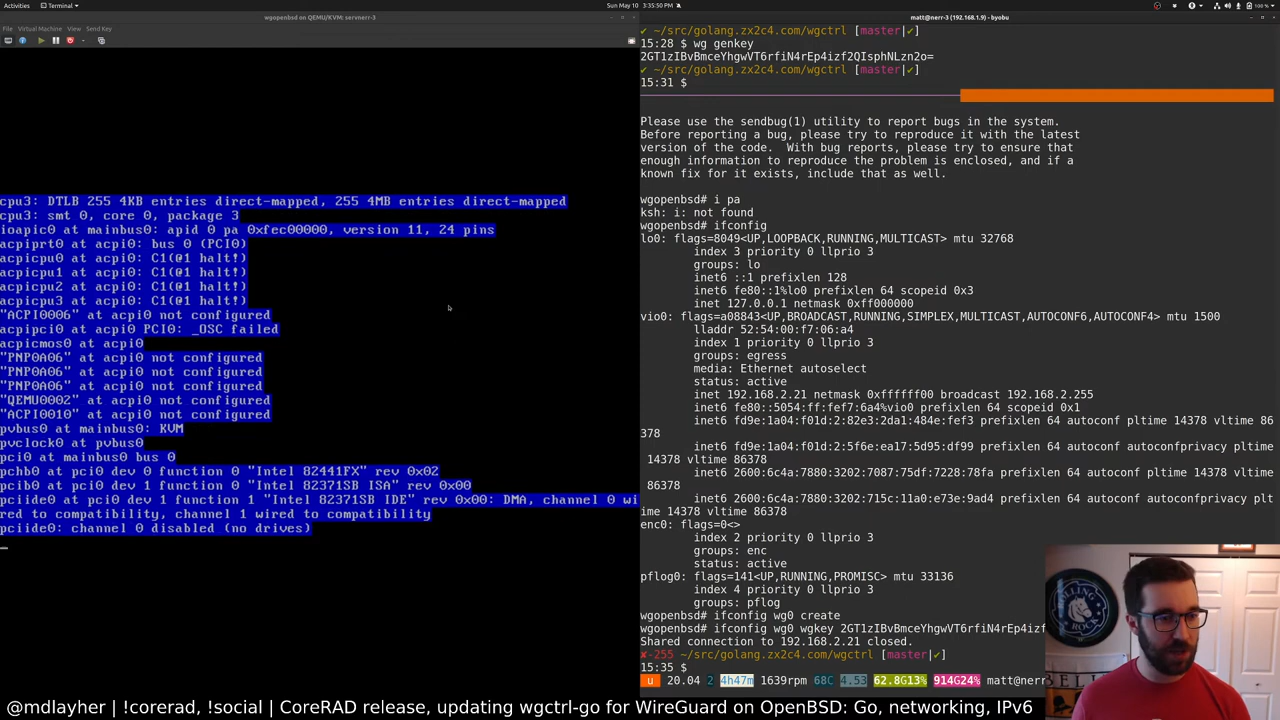 Activities
Terminal
Sun May 10 3:35:50 PM
100 %
wgopenbsd on QEMU/KVM: servnerr-3
File Virtual Machine View Send Key
cpu3: DTLB 255 4KB entries direct-mapped, 255 4MB entries direct-mapped
cpu3: smt 0, core 0, package 3
ioapic0 at mainbus0: apid 0 pa 0xfec00000, version 11, 24 pins
acpiprt0 at acpi0: bus 0 (PCI0)
acpicpu0 at acpi0: C1(@1 halt!)
acpicpu1 at acpi0: C1(@1 halt!)
acpicpu2 at acpi0: C1(@1 halt!)
acpicpu3 at acpi0: C1(@1 halt!)
"ACPI0006" at acpi0 not configured
acpipci0 at acpi0 PCI0: _OSC failed
acpicmos0 at acpi0
"PNP0A06" at acpi0 not configured
"PNP0A06" at acpi0 not configured
"PNP0A06" at acpi0 not configured
"QEMU0002" at acpi0 not configured
"ACPI0010" at acpi0 not configured
pvbus0 at mainbus0: KVM
pvclock0 at pvbus0
pci0 at mainbus0 bus 0
pchb0 at pci0 dev 0 function 0 "Intel 82441FX" rev 0x02
pcib0 at pci0 dev 1 function 0 "Intel 82371SB ISA" rev 0x00
pciide0 at pci0 dev 1 function 1 "Intel 82371SB IDE" rev 0x00: DMA, channel 0 wi
red to compatibility, channel 1 wired to compatibility
pciide0: channel 0 disabled (no drives)
matt@nerr-3 (192.168.1.9) - byobu
✔ ~/src/golang.zx2c4.com/wgctrl [master|✔]
15:28 $ wg genkey
2GT1zIBvBmceYhgwVT6rfiN4rEp4izf2QIsphNLzn2o=
✔ ~/src/golang.zx2c4.com/wgctrl [master|✔]
15:31 $
Please use the sendbug(1) utility to report bugs in the system.
Before reporting a bug, please try to reproduce it with the latest
version of the code.  With bug reports, please try to ensure that
enough information to reproduce the problem is enclosed, and if a
known fix for it exists, include that as well.
wgopenbsd# i pa
ksh: i: not found
wgopenbsd# ifconfig
lo0: flags=8049<UP,LOOPBACK,RUNNING,MULTICAST> mtu 32768
index 3 priority 0 llprio 3
groups: lo
inet6 ::1 prefixlen 128
inet6 fe80::1%lo0 prefixlen 64 scopeid 0x3
inet 127.0.0.1 netmask 0xff000000
vio0: flags=a08843<UP,BROADCAST,RUNNING,SIMPLEX,MULTICAST,AUTOCONF6,AUTOCONF4> mtu 1500
lladdr 52:54:00:f7:06:a4
index 1 priority 0 llprio 3
groups: egress
media: Ethernet autoselect
status: active
inet 192.168.2.21 netmask 0xffffff00 broadcast 192.168.2.255
inet6 fe80::5054:ff:fef7:6a4%vio0 prefixlen 64 scopeid 0x1
inet6 fd9e:1a04:f01d:2:82e3:2da1:484e:fef3 prefixlen 64 autoconf pltime 14378 vltime 86
378
inet6 fd9e:1a04:f01d:2:5f6e:ea17:5d95:df99 prefixlen 64 autoconf autoconfprivacy pltime
14378 vltime 86378
inet6 2600:6c4a:7880:3202:7087:75df:7228:78fa prefixlen 64 autoconf pltime 14378 vltime
86378
inet6 2600:6c4a:7880:3202:715c:11a0:e73e:9ad4 prefixlen 64 autoconf autoconfprivacy plt
ime 14378 vltime 86378
enc0: flags=0<>
index 2 priority 0 llprio 3
groups: enc
status: active
pflog0: flags=141<UP,RUNNING,PROMISC> mtu 33136
index 4 priority 0 llprio 3
groups: pflog
wgopenbsd# ifconfig wg0 create
wgopenbsd# ifconfig wg0 wgkey 2GT1zIBvBmceYhgwVT6rfiN4rEp4izf
Shared connection to 192.168.2.21 closed.
✘-255 ~/src/golang.zx2c4.com/wgctrl [master|✔]
15:35 $
u 20.04 2 4h47m 1639rpm 68C 4.53 62.8G13% 914G24% matt@nerr
@mdlayher | !corerad, !social | CoreRAD release, updating wgctrl-go for WireGuard on OpenBSD: Go, networking, IPv6